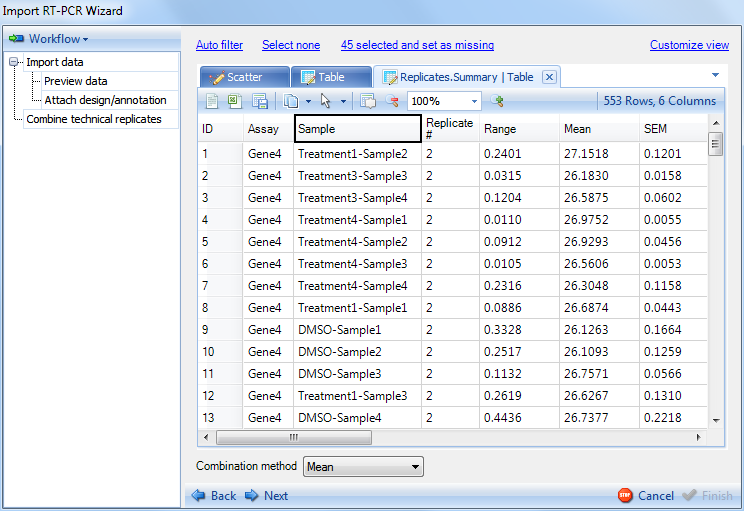 Import RT-PCR Wizard
Workflow
Import data
Preview data
Attach design/annotation
Combine technical replicates
Auto filter Select none 45 selected and set as missing Customize view
Scatter Table Replicates.Summary | Table
100% 553 Rows, 6 Columns
ID Assay Sample Replicate # Range Mean SEM
1 Gene4 Treatment1-Sample2 2 0.2401 27.1518 0.1201
2 Gene4 Treatment3-Sample3 2 0.0315 26.1830 0.0158
3 Gene4 Treatment3-Sample4 2 0.1204 26.5875 0.0602
4 Gene4 Treatment4-Sample1 2 0.0110 26.9752 0.0055
5 Gene4 Treatment4-Sample2 2 0.0912 26.9293 0.0456
6 Gene4 Treatment4-Sample3 2 0.0105 26.5606 0.0053
7 Gene4 Treatment4-Sample4 2 0.2316 26.3048 0.1158
8 Gene4 Treatment1-Sample1 2 0.0886 26.6874 0.0443
9 Gene4 DMSO-Sample1 2 0.3328 26.1263 0.1664
10 Gene4 DMSO-Sample2 2 0.2517 26.1093 0.1259
11 Gene4 DMSO-Sample3 2 0.1132 26.7571 0.0566
12 Gene4 Treatment1-Sample3 2 0.2619 26.6267 0.1310
13 Gene4 DMSO-Sample4 2 0.4436 26.7377 0.2218
Combination method Mean
Back Next STOP Cancel Finish